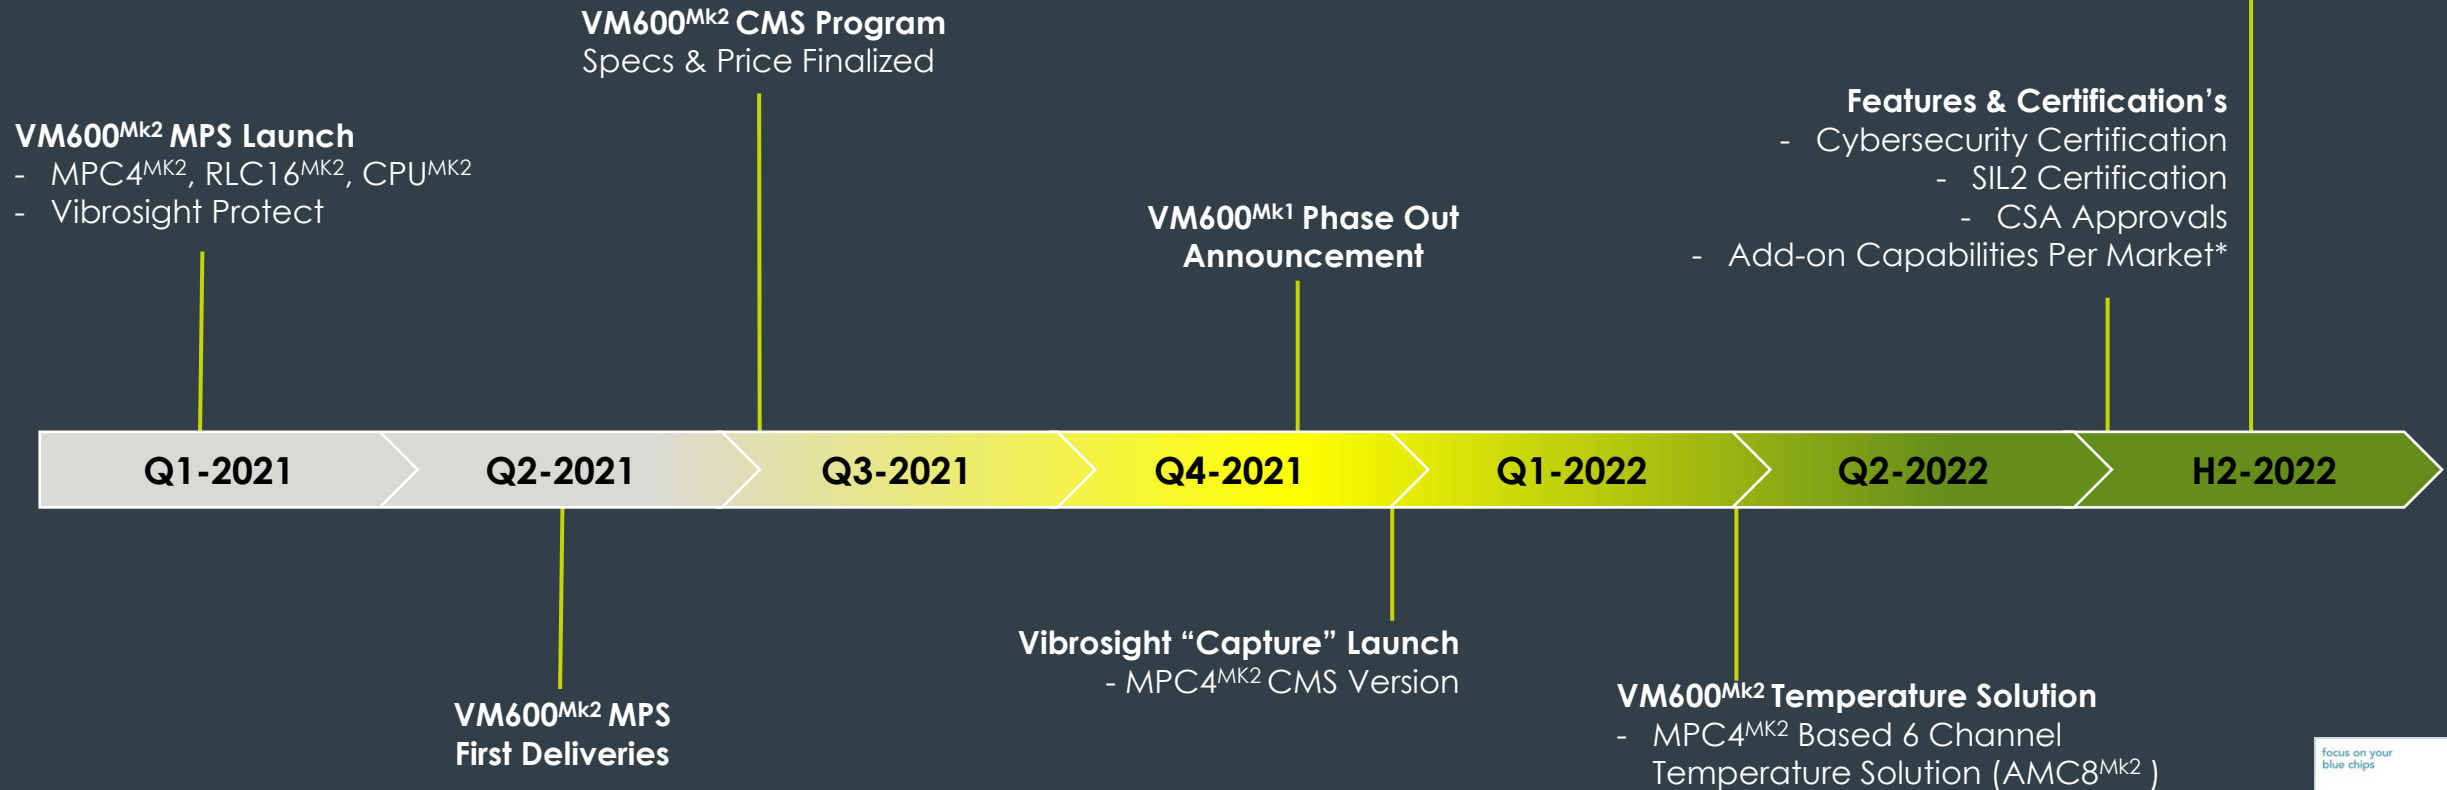 VM600Mk2 CMS Program
Specs & Price Finalized
VM600Mk2 MPS Launch
- MPC4MK2, RLC16MK2, CPUMK2
- Vibrosight Protect
VM600Mk1 Phase Out
Announcement
Features & Certification’s
- Cybersecurity Certification
- SIL2 Certification
- CSA Approvals
- Add-on Capabilities Per Market*
Q1-2021
Q2-2021
Q3-2021
Q4-2021
Q1-2022
Q2-2022
H2-2022
VM600Mk2 MPS
First Deliveries
Vibrosight “Capture” Launch
- MPC4MK2 CMS Version
VM600Mk2 Temperature Solution
- MPC4MK2 Based 6 Channel
Temperature Solution (AMC8Mk2 )
focus on your
blue chips